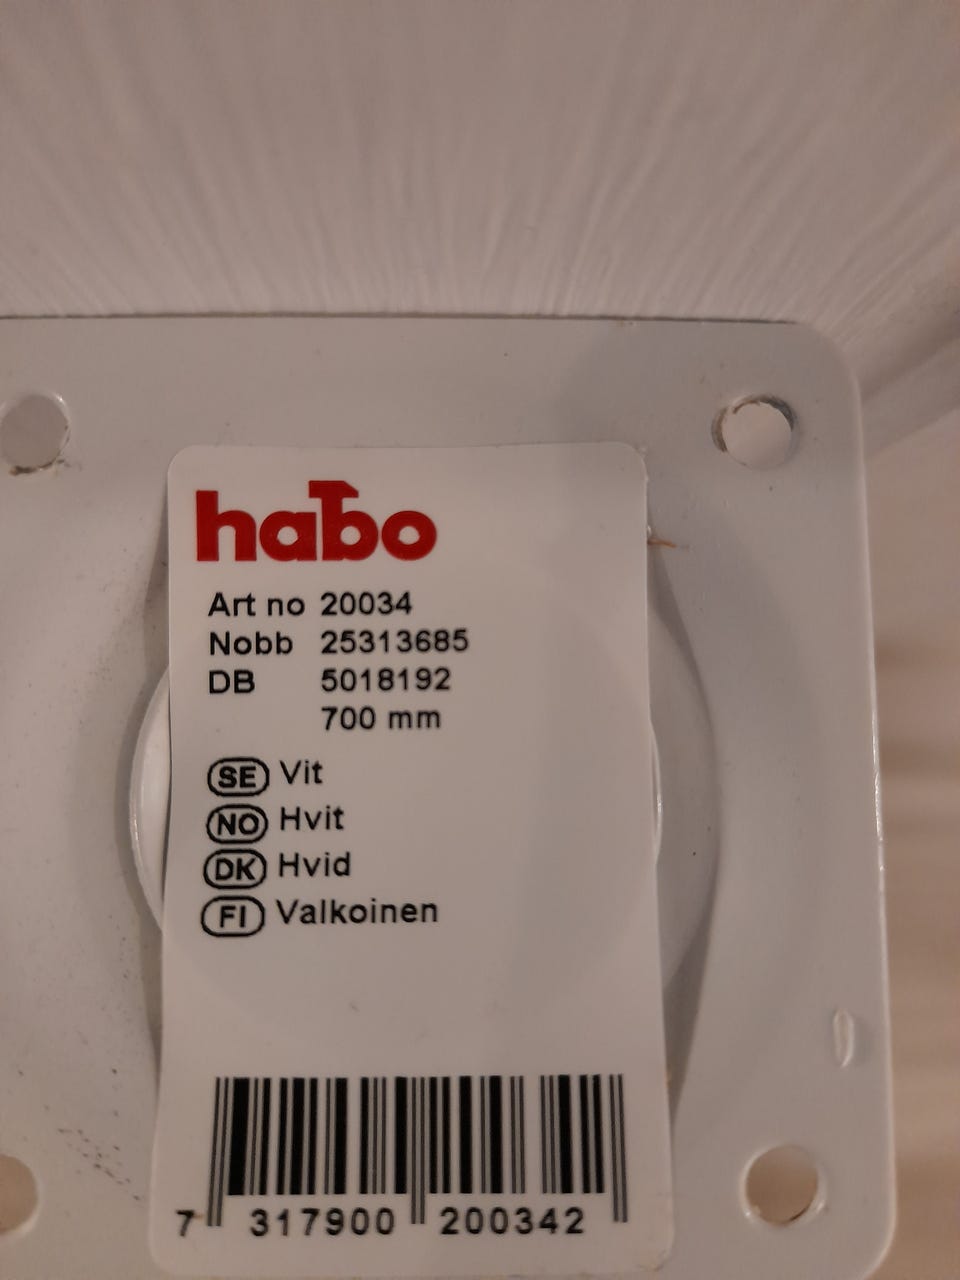 habo
Art no 20034
Nobb 25313685
DB 5018192
700 mm
SE Vit
NO Hvit
DK Hvid
FI Valkoinen
7 317900 200342